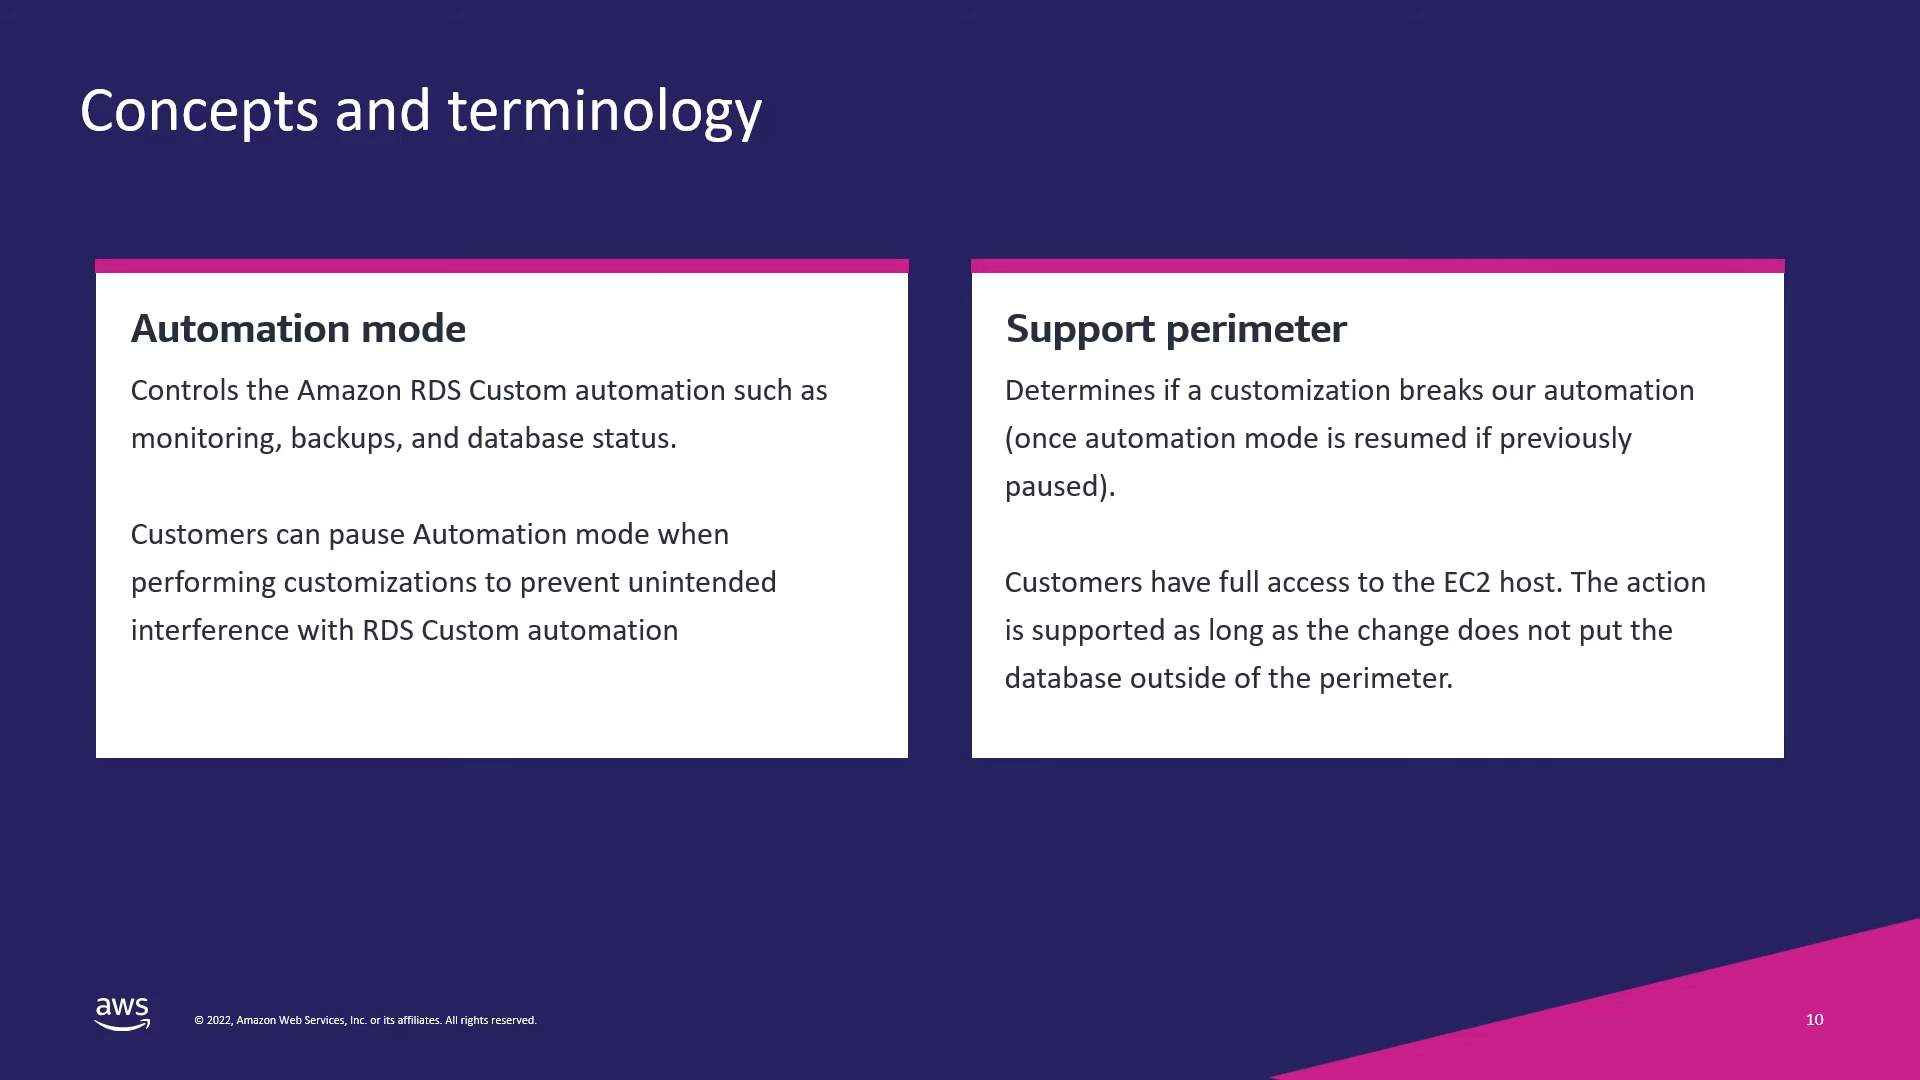 Concepts and terminology
Automation mode
Controls the Amazon RDS Custom automation such as
monitoring, backups, and database status.
Customers can pause Automation mode when
performing customizations to prevent unintended
interference with RDS Custom automation
Support perimeter
Determines if a customization breaks our automation
(once automation mode is resumed if previously
paused).
Customers have full access to the EC2 host. The action
is supported as long as the change does not put the
database outside of the perimeter.
aws
© 2022, Amazon Web Services, Inc. or its affiliates. All rights reserved.
10